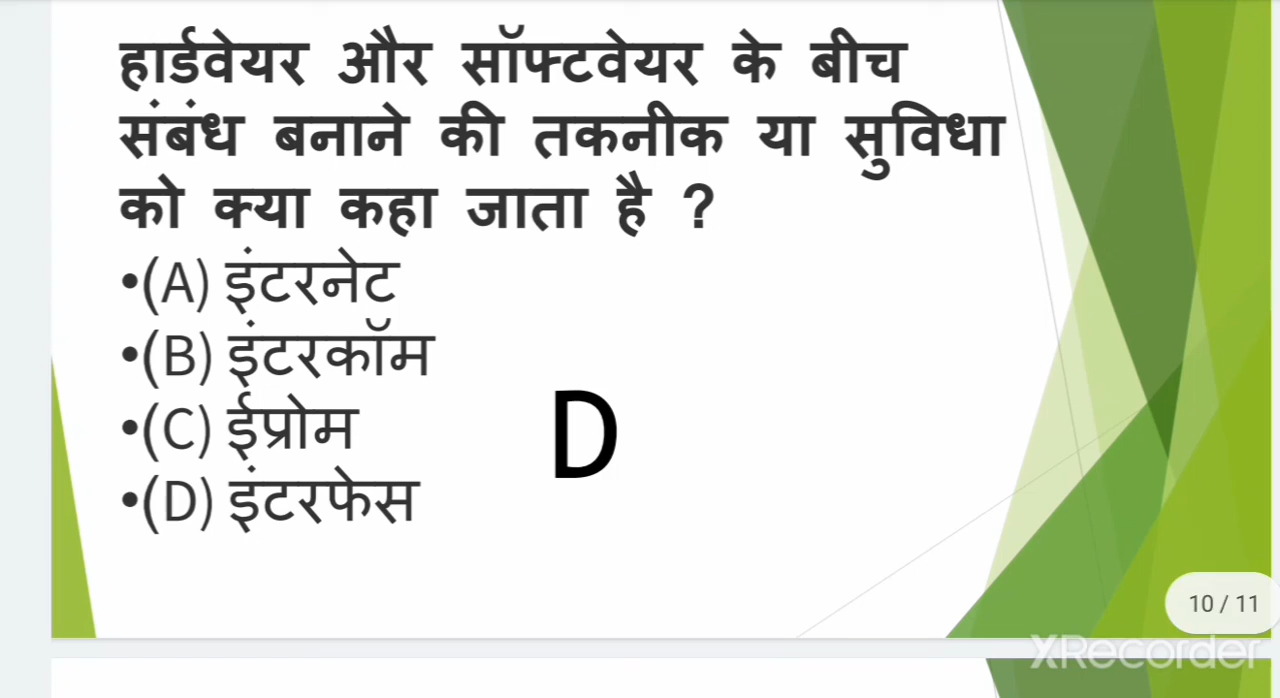 हार्डवेयर और सॉफ्टवेयर के बीच
संबंध बनाने की तकनीक या सुविधा
को क्या कहा जाता है ?
•(A) इंटरनेट
•(B) इंटरकॉम
•(C) ईप्रोम
D
•(D) इंटरफेस
10 / 11
XRecorder